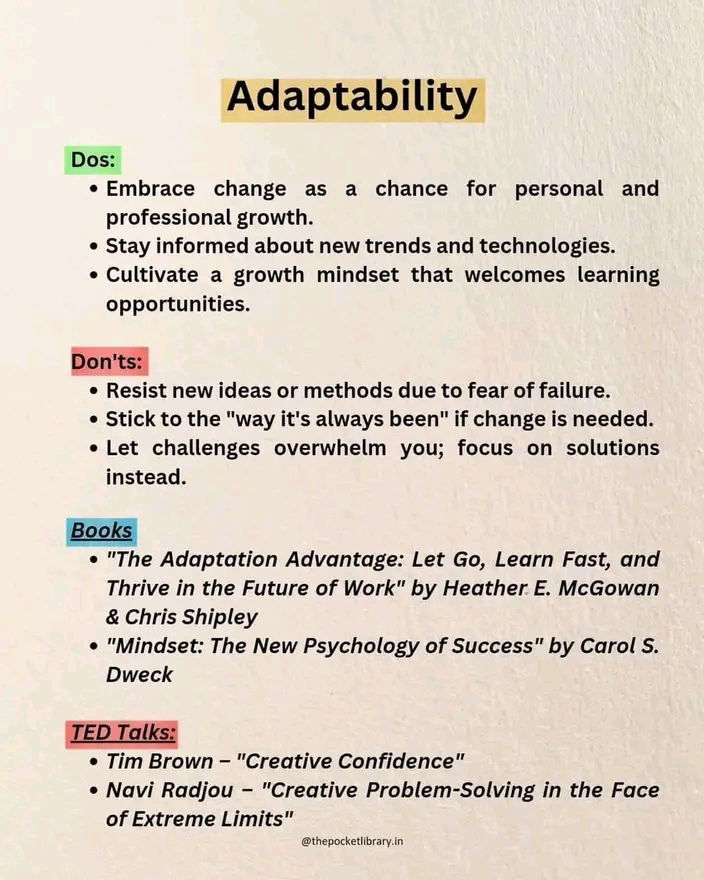 Adaptability
Dos:
• Embrace change as a chance for personal and
professional growth.
• Stay informed about new trends and technologies.
• Cultivate a growth mindset that welcomes learning
opportunities.
Don'ts:
• Resist new ideas or methods due to fear of failure.
• Stick to the "way it's always been" if change is needed.
• Let challenges overwhelm you; focus on solutions
instead.
Books
• "The Adaptation Advantage: Let Go, Learn Fast, and
Thrive in the Future of Work" by Heather E. McGowan
& Chris Shipley
• "Mindset: The New Psychology of Success" by Carol S.
Dweck
TED Talks:
• Tim Brown – "Creative Confidence"
• Navi Radjou – "Creative Problem-Solving in the Face
of Extreme Limits"
@thepocketlibrary.in